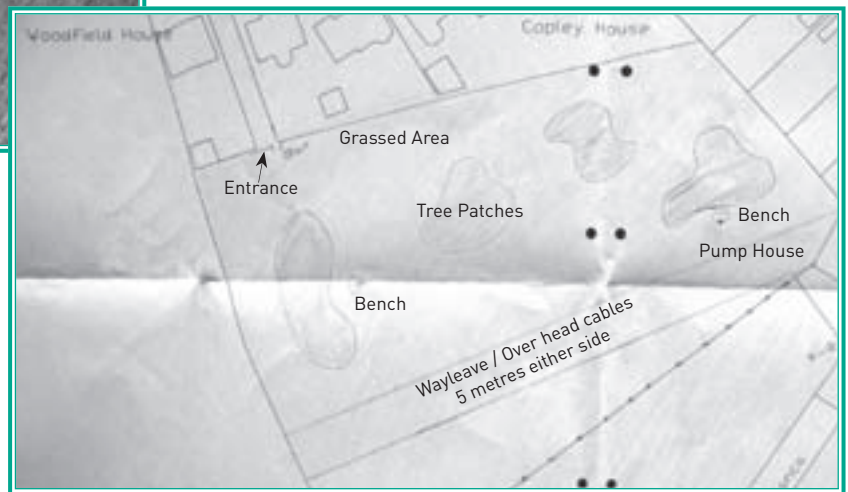 WoodField House
Copley House
Grassed Area
Entrance
Tree Patches
Bench
Pump House
Bench
Wayleave / Over head cables
5 metres either side